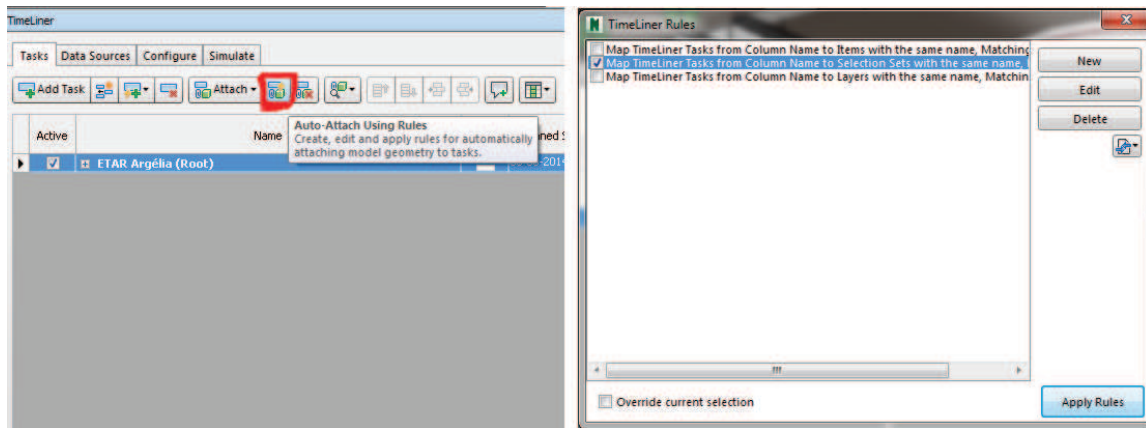 TimeLiner
Tasks Data Sources Configure Simulate
Add Task Attach
Auto-Attach Using Rules
Create, edit and apply rules for automatically
attaching model geometry to tasks.
Active Name
ETAR Argélia (Root)
TimeLiner Rules
Map TimeLiner Tasks from Column Name to Items with the same name, Matching
Map TimeLiner Tasks from Column Name to Selection Sets with the same name,
Map TimeLiner Tasks from Column Name to Layers with the same name, Matchin
New
Edit
Delete
Override current selection
Apply Rules